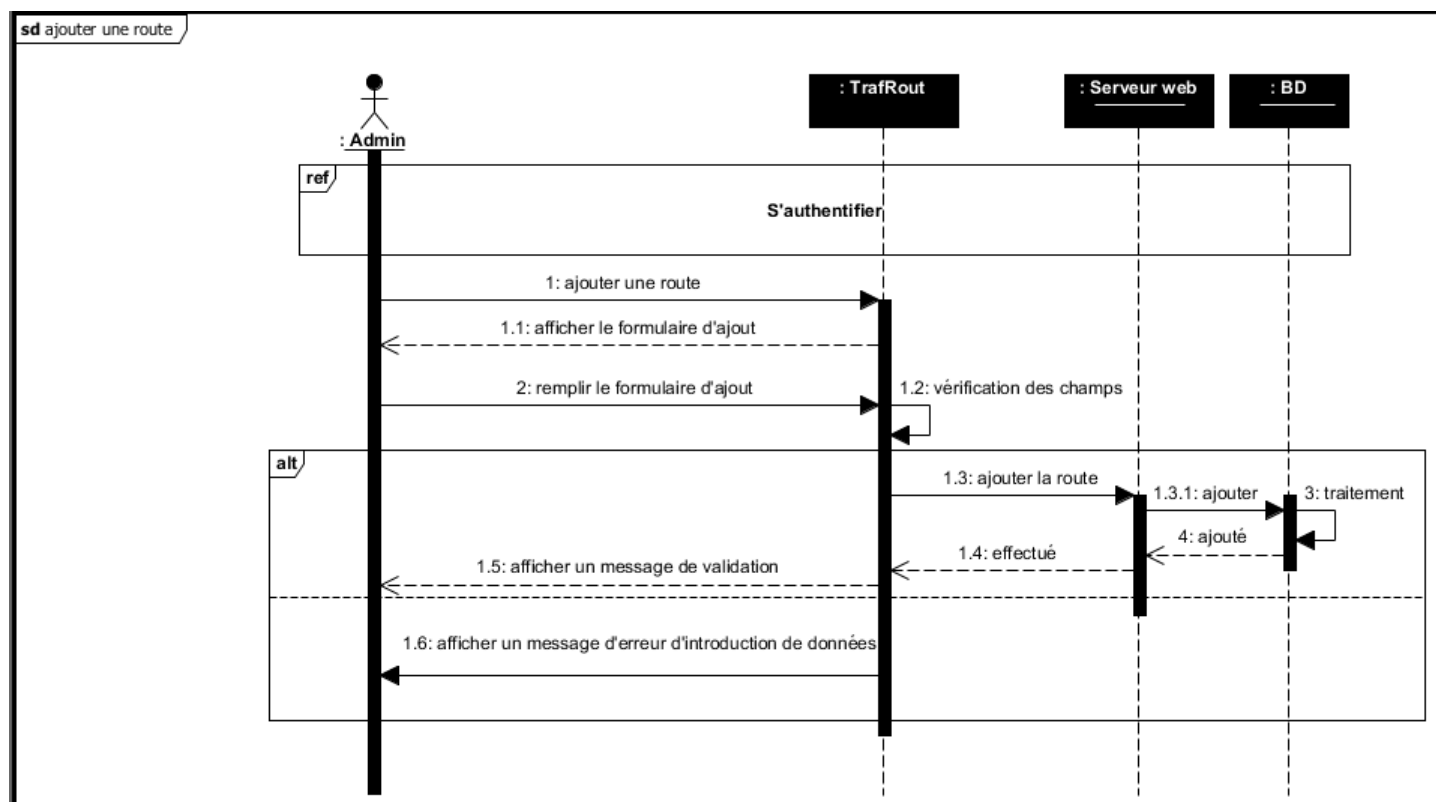 sd ajouter une route
: Admin
: TrafRout
: Serveur web
: BD
ref
S'authentifier
1: ajouter une route
1.1: afficher le formulaire d'ajout
2: remplir le formulaire d'ajout
1.2: vérification des champs
alt
1.3: ajouter la route
1.3.1: ajouter
3: traitement
4: ajouté
1.4: effectué
1.5: afficher un message de validation
1.6: afficher un message d'erreur d'introduction de données